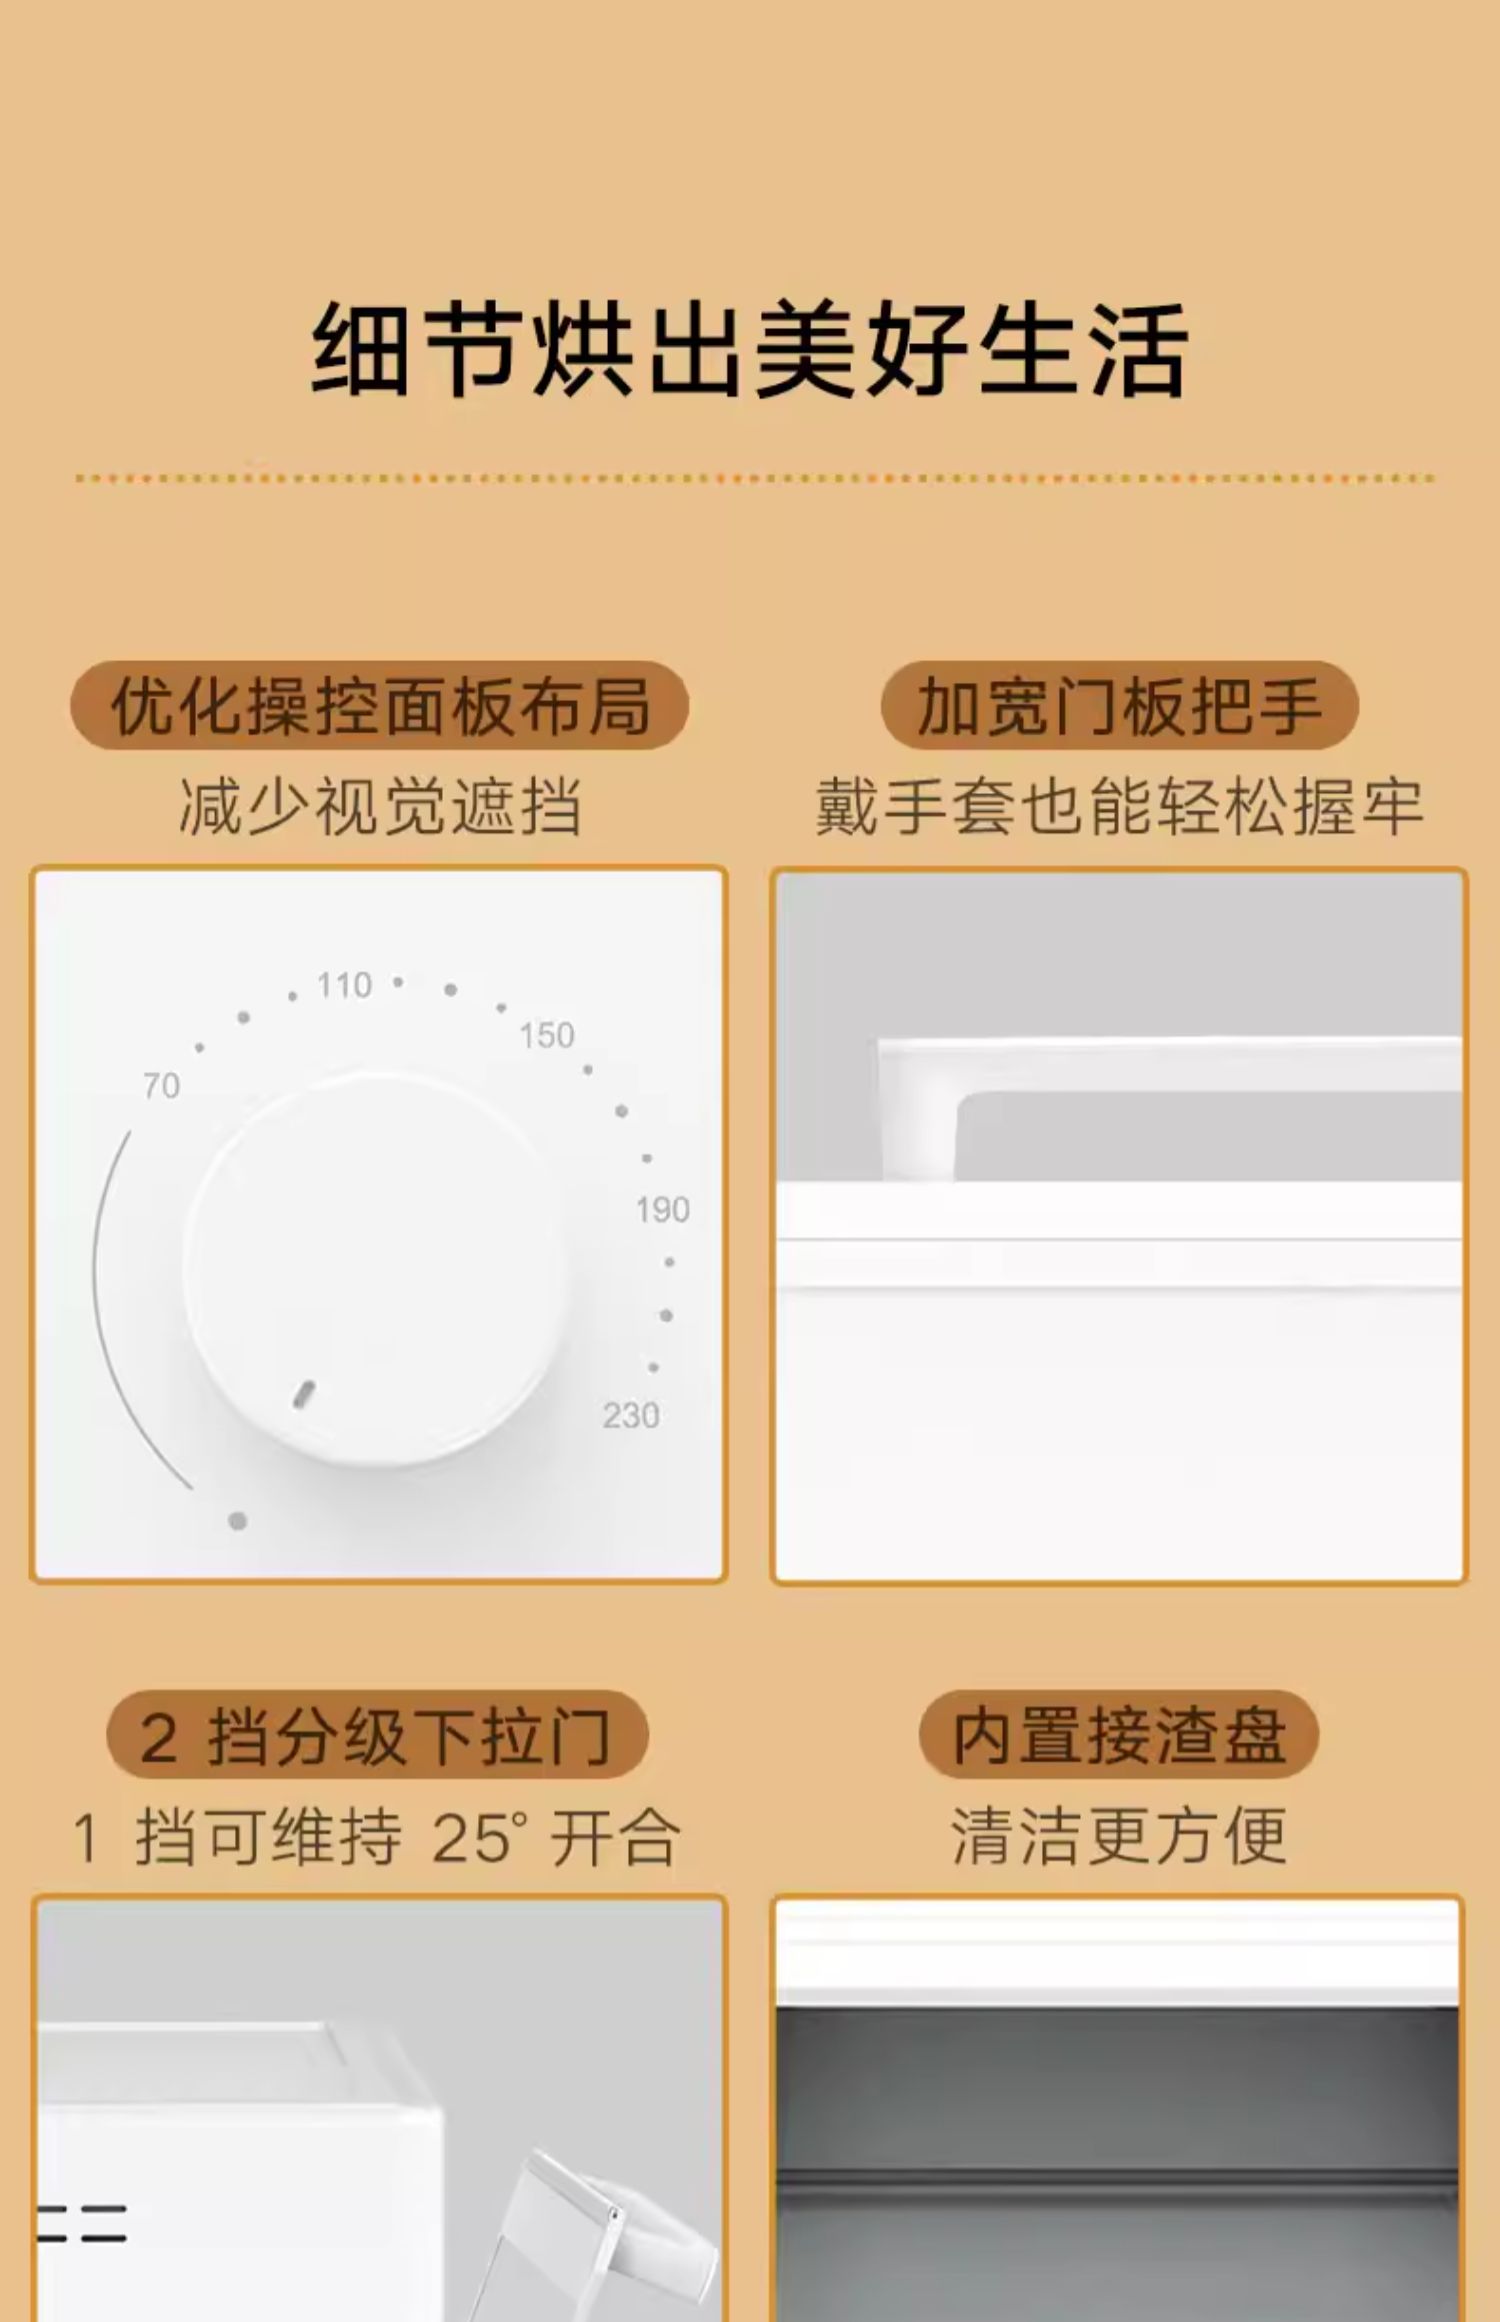 细节烘出美好生活
优化操控面板布局
减少视觉遮挡
加宽门板把手
戴手套也能轻松握牢
110
150
70
190
230
2 挡分级下拉门
1 挡可维持 25° 开合
内置接渣盘
清洁更方便